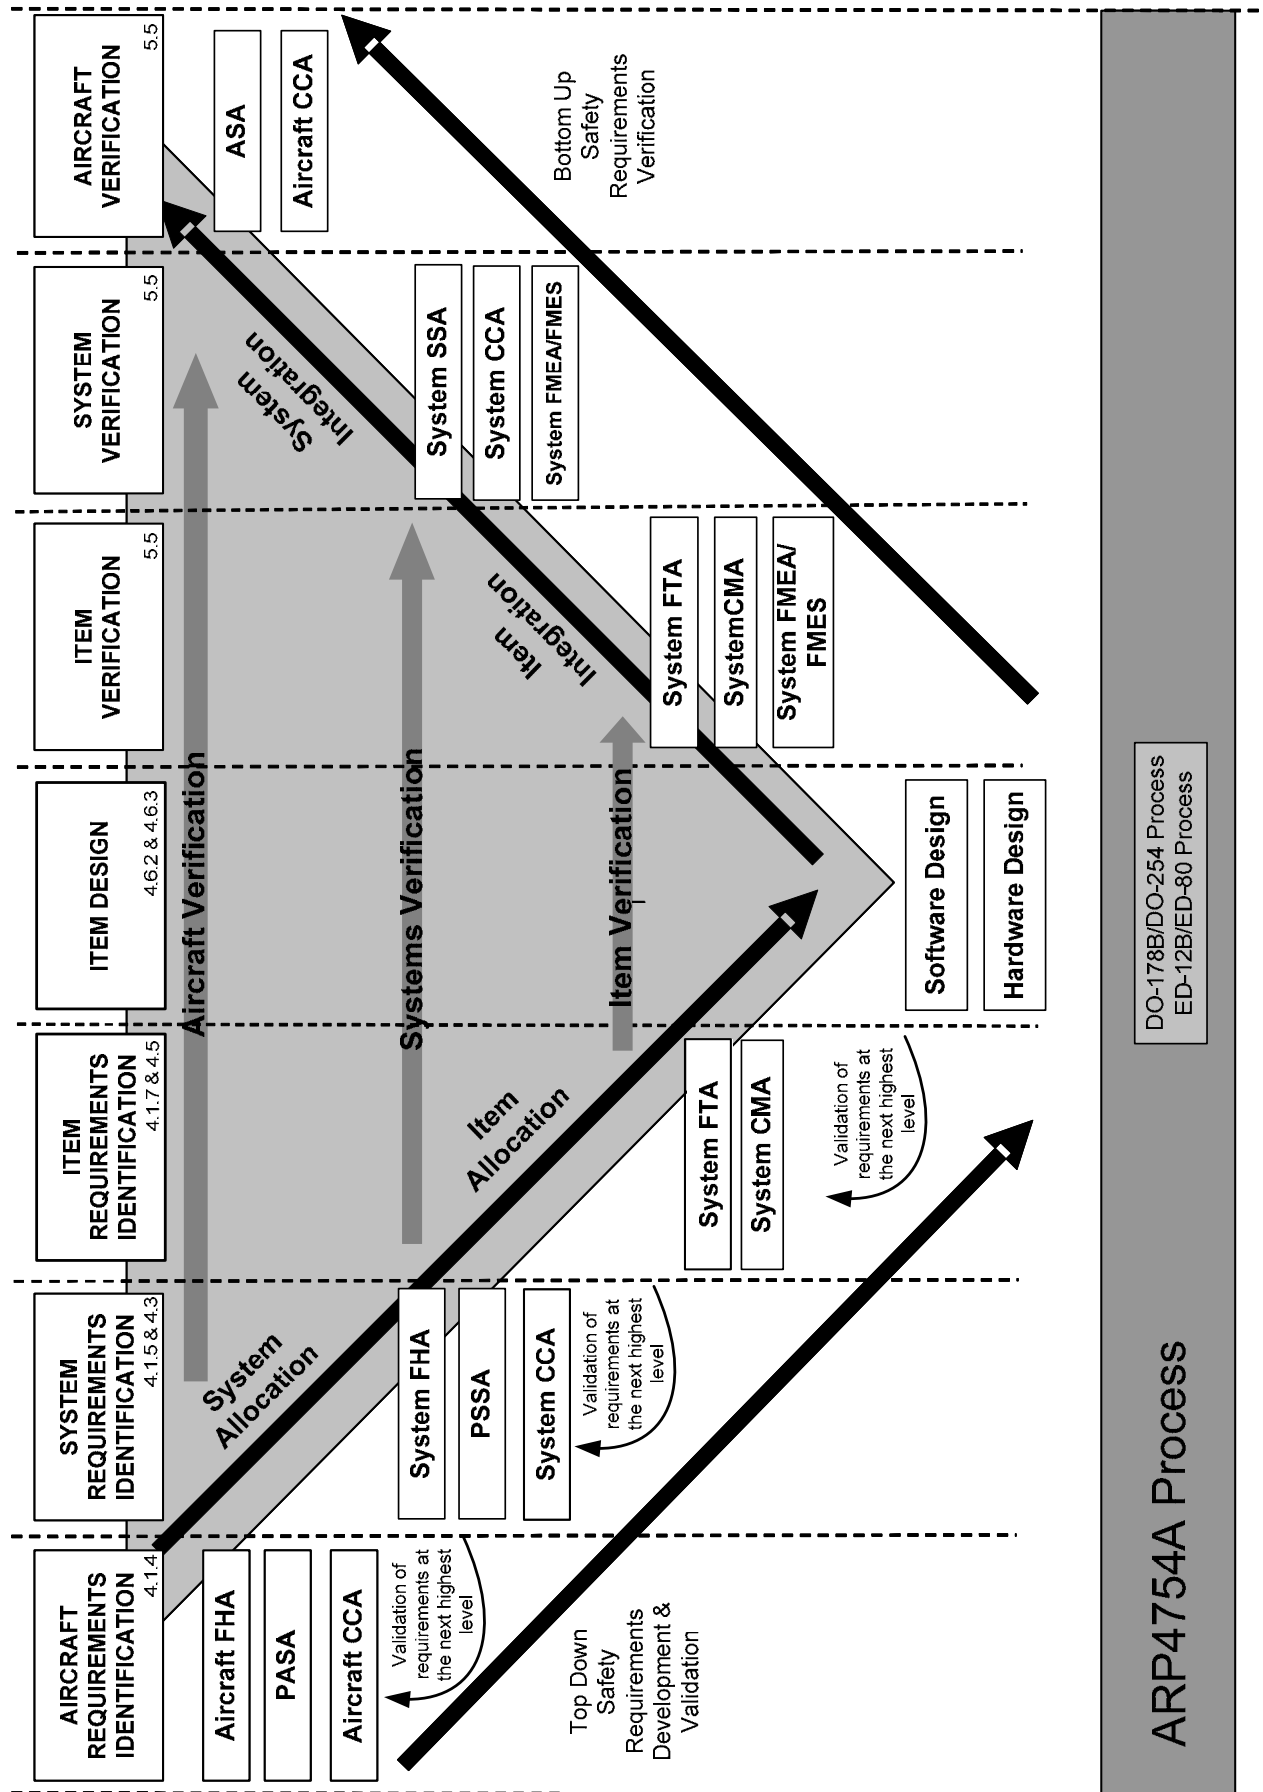 AIRCRAFT
REQUIREMENTS
IDENTIFICATION
4.1.4
SYSTEM
REQUIREMENTS
IDENTIFICATION
4.1.5 & 4.3
ITEM
REQUIREMENTS
IDENTIFICATION
4.1.7 & 4.5
ITEM DESIGN
4.6.2 & 4.6.3
ITEM
VERIFICATION
5.5
SYSTEM
VERIFICATION
5.5
AIRCRAFT
VERIFICATION
5.5
Aircraft FHA
PASA
Aircraft CCA
Validation of
requirements at
the next highest
level
System
Allocation
Aircraft Verification
System
Integration
ASA
Aircraft CCA
System FHA
PSSA
System CCA
Validation of
requirements at
the next highest
level
Item
Allocation
Systems Verification
Item
Integration
System SSA
System CCA
System FMEA/FMES
Item Verification
System FTA
System CMA
Validation of
requirements at
the next highest
level
System FTA
SystemCMA
System FMEA/
FMES
Top Down
Safety
Requirements
Development &
Validation
Software Design
Hardware Design
Bottom Up
Safety
Requirements
Verification
ARP4754A Process
DO-178B/DO-254 Process
ED-12B/ED-80 Process